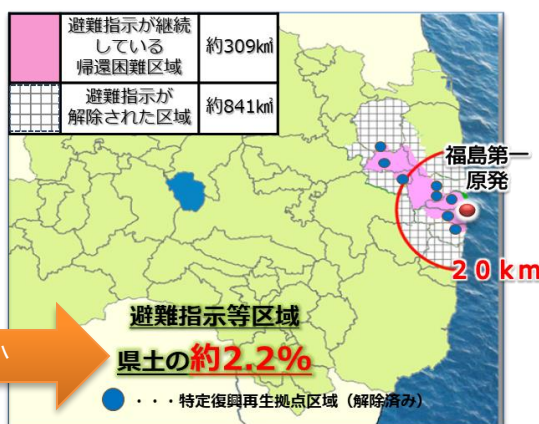 避難指示が継続
している
帰還困難区域
約309㎢
避難指示が
解除された区域
約841㎢
福島第一
原発
20km
避難指示等区域
県土の約2.2%
・・・特定復興再生拠点区域（解除済み）